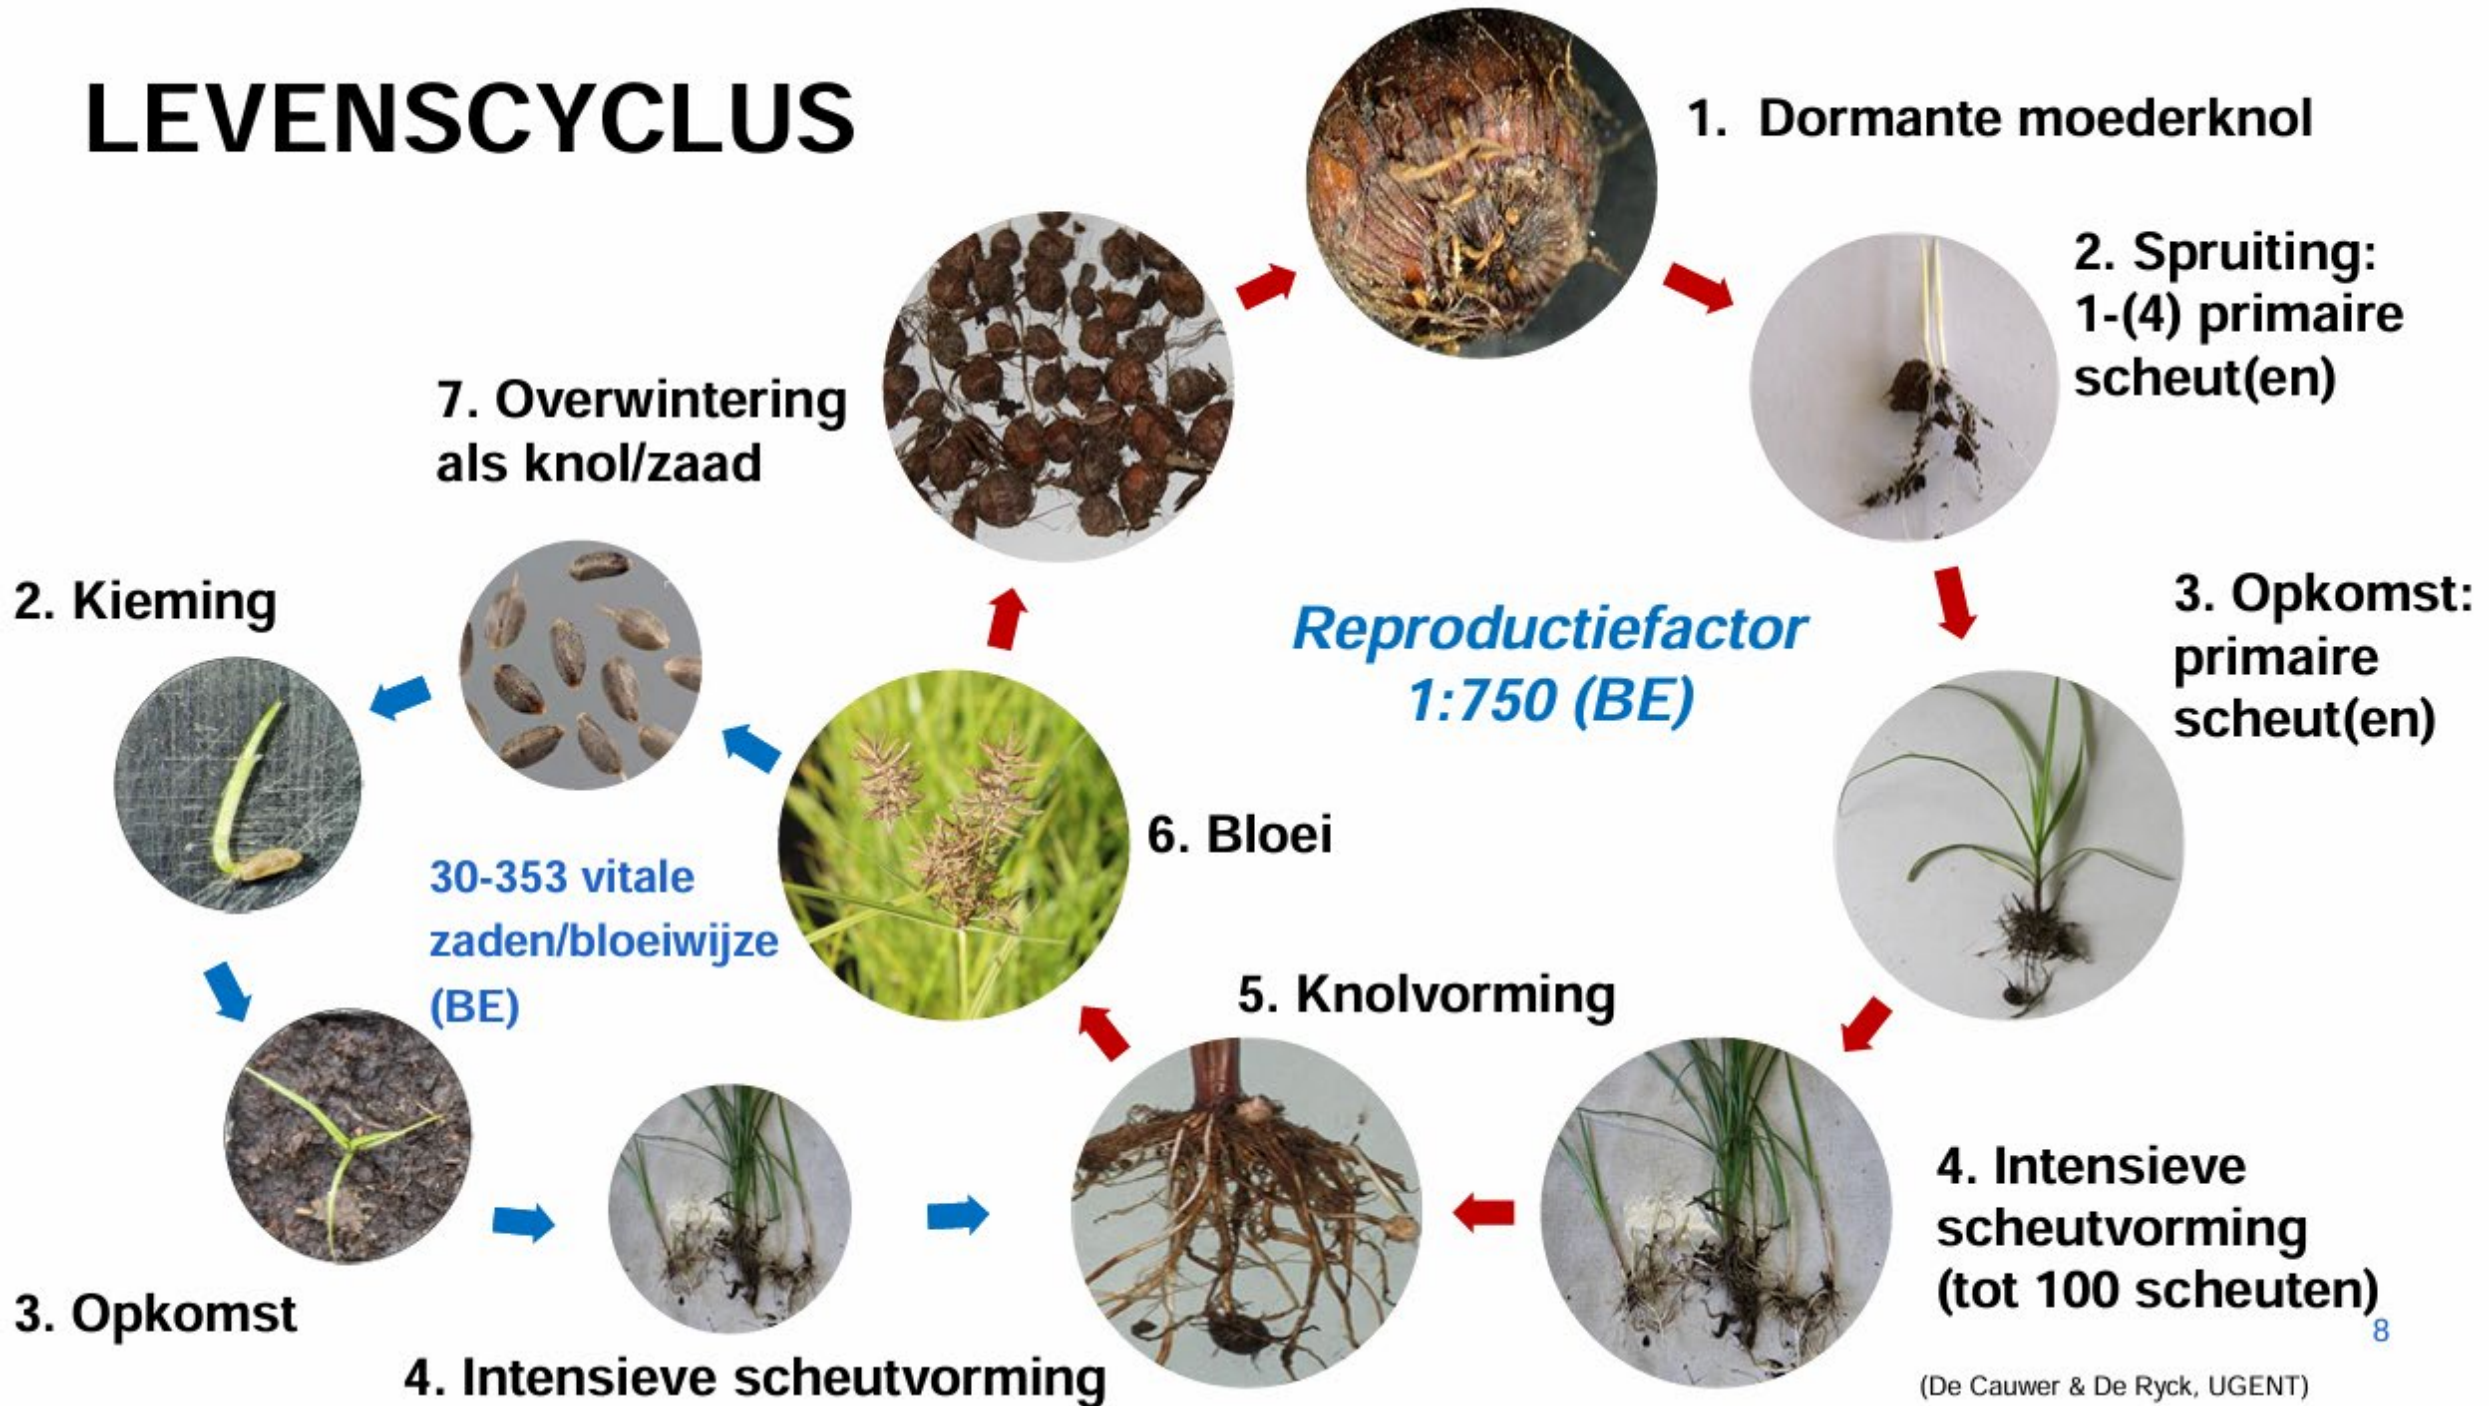 LEVENSCYCLUS
1. Dormante moederknol
2. Spruiting:
1-(4) primaire
scheut(en)
3. Opkomst:
primaire
scheut(en)
4. Intensieve
scheutvorming
(tot 100 scheuten)
5. Knolvorming
6. Bloei
7. Overwintering
als knol/zaad
2. Kieming
3. Opkomst
4. Intensieve scheutvorming
Reproductiefactor
1:750 (BE)
30-353 vitale
zaden/bloeiwijze
(BE)
8
(De Cauwer & De Ryck, UGENT)